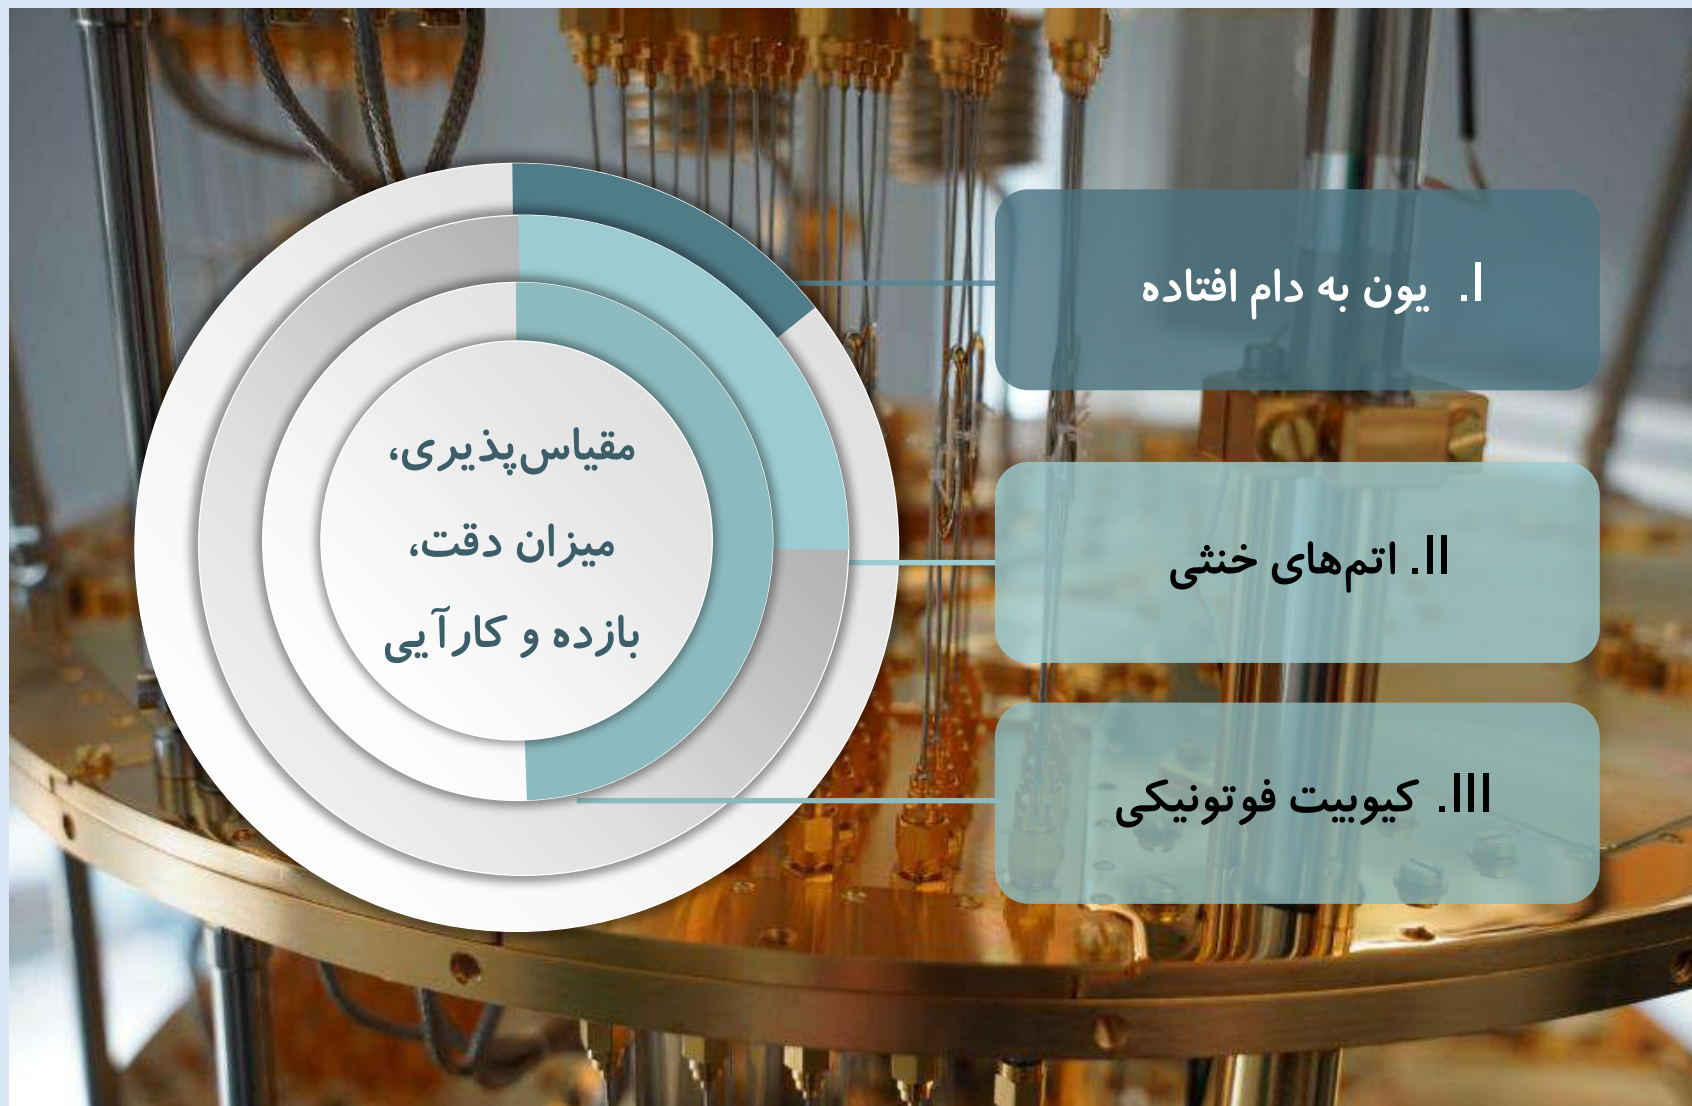 مقیاس‌پذیری،
میزان دقت،
بازده و کارآیی
I. یون به دام افتاده
II. اتم‌های خنثی
III. کیوبیت فوتونیکی